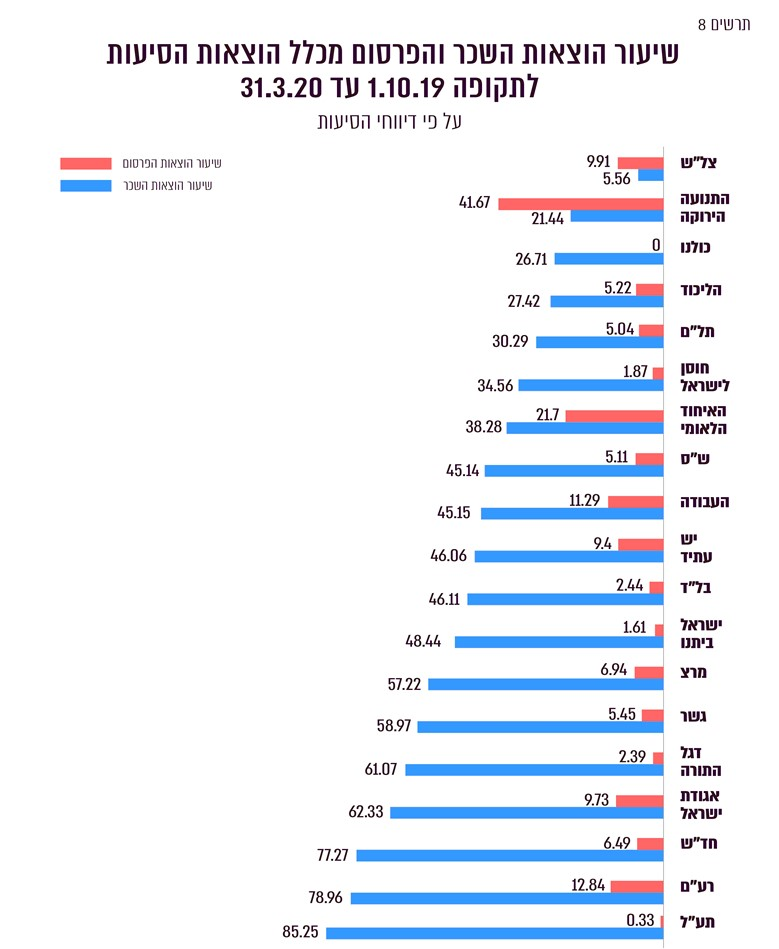 תרשים 8
שיעור הוצאות השכר והפרסום מכלל הוצאות הסיעות
לתקופה 1.10.19 עד 31.3.20
על פי דיווחי הסיעות
שיעור הוצאות הפרסום
שיעור הוצאות השכר
צל"ש
9.91
5.56
התנועה
הירוקה
41.67
21.44
כולנו
0
26.71
הליכוד
5.22
27.42
תל"ם
5.04
30.29
חוסן
לישראל
1.87
34.56
האיחוד
הלאומי
21.7
38.28
ש"ס
5.11
45.14
העבודה
11.29
45.15
יש
עתיד
9.4
46.06
בל"ד
2.44
46.11
ישראל
ביתנו
1.61
48.44
מרצ
6.94
57.22
גשר
5.45
58.97
דגל
התורה
2.39
61.07
אגודת
ישראל
9.73
62.33
חד"ש
6.49
77.27
רע"ם
12.84
78.96
תע"ל
0.33
85.25